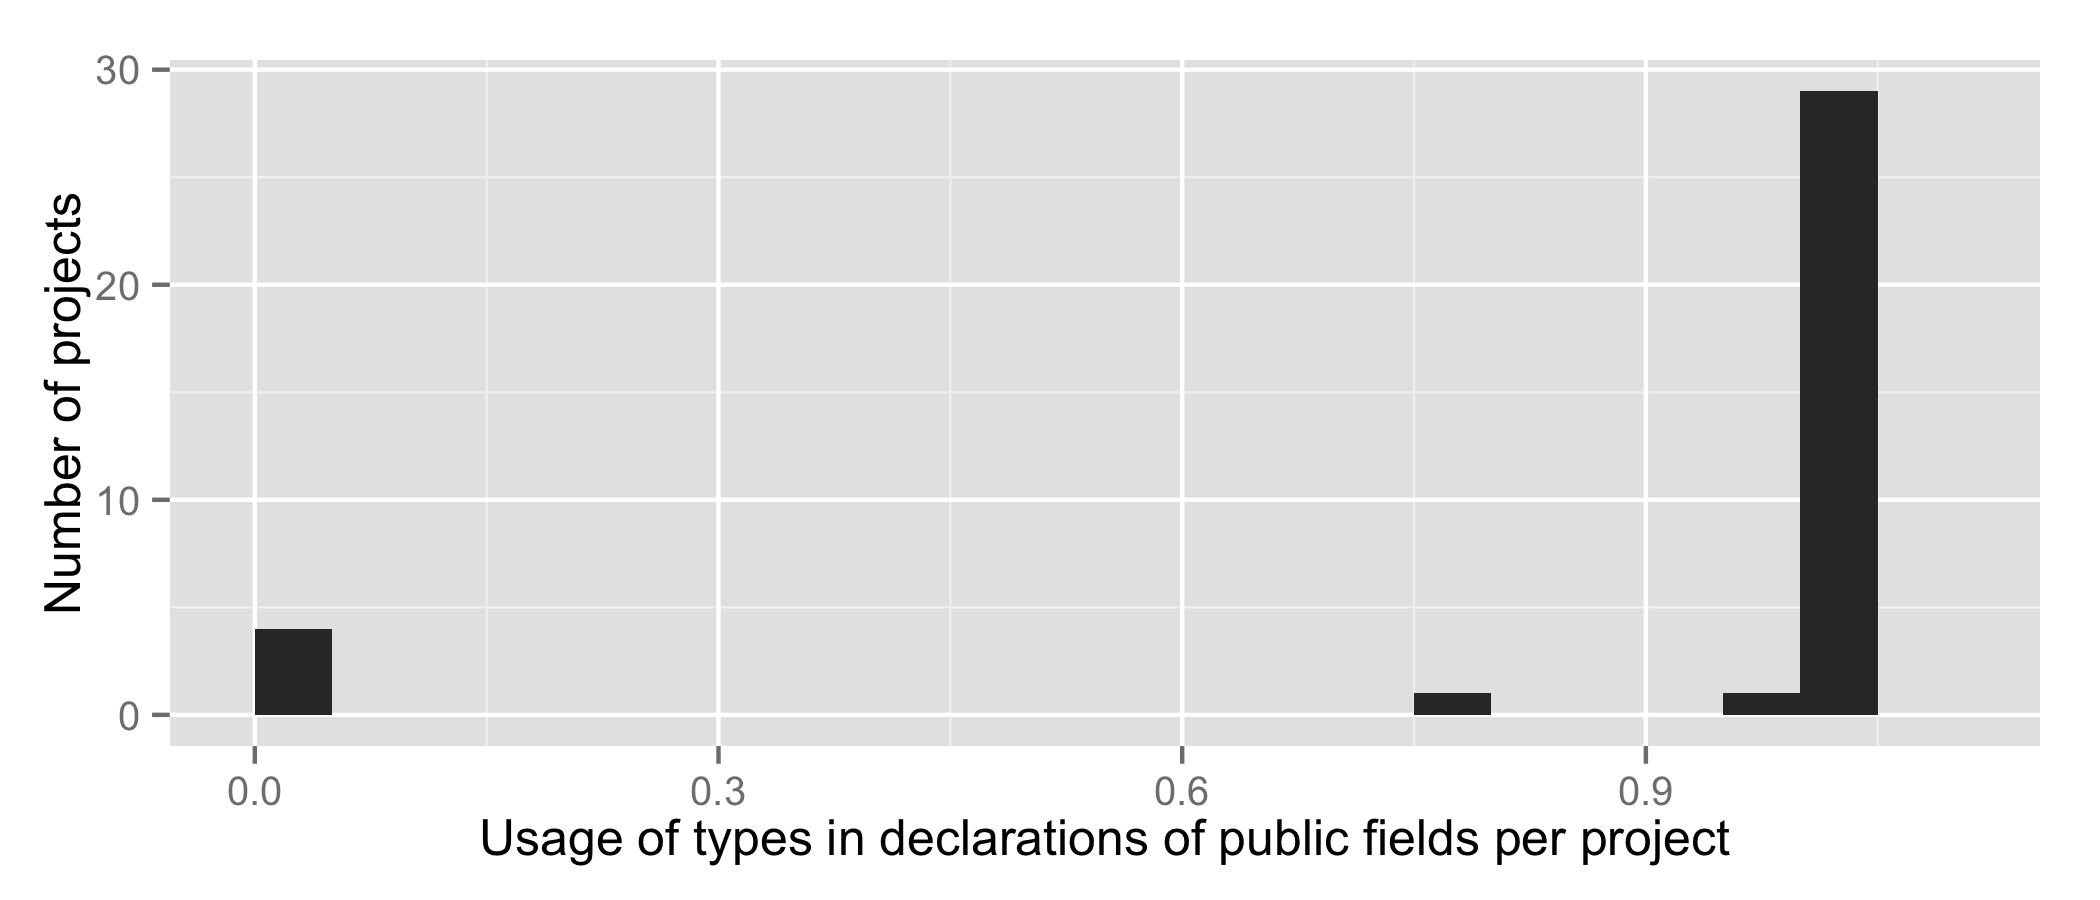 30
20
10
0
Number of projects
0.0 0.3 0.6 0.9
Usage of types in declarations of public fields per project